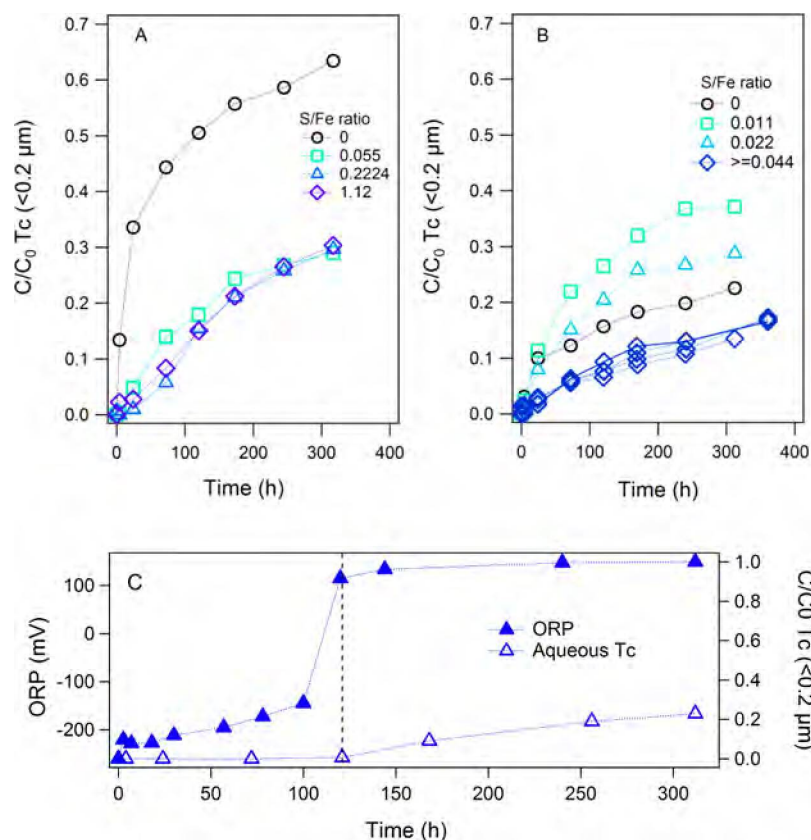 A
0.7
0.6
0.5
0.4
0.3
0.2
0.1
0.0
C/C₀ Tc (<0.2 µm)
S/Fe ratio
0
0.055
0.2224
1.12
0 100 200 300 400
Time (h)
B
0.7
0.6
0.5
0.4
0.3
0.2
0.1
0.0
C/C₀ Tc (<0.2 µm)
S/Fe ratio
0
0.011
0.022
>=0.044
0 100 200 300 400
Time (h)
C
100
0
-100
-200
ORP (mV)
ORP
Aqueous Tc
1.0
0.8
0.6
0.4
0.2
0.0
C/C0 Tc (<0.2 µm)
0 50 100 150 200 250 300
Time (h)